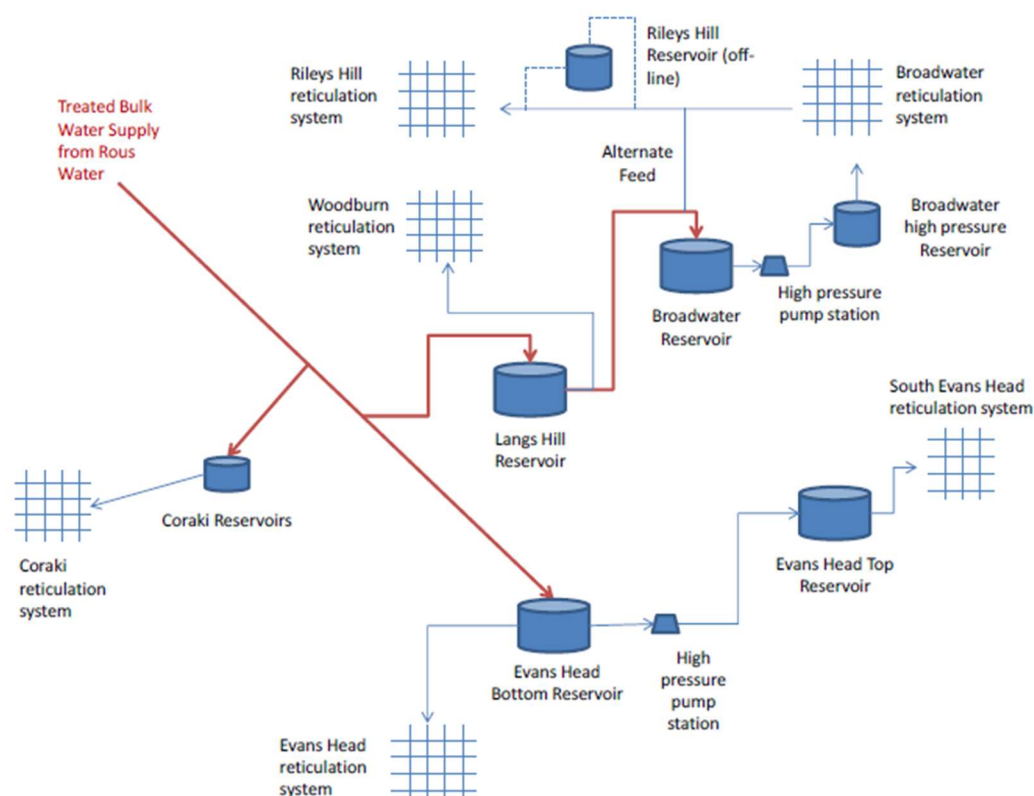 Rileys Hill
Reservoir (off-
line)
Rileys Hill
reticulation
system
Broadwater
reticulation
system
Treated Bulk
Water Supply
from Rous
Water
Alternate
Feed
Woodburn
reticulation
system
Broadwater
high pressure
Reservoir
High pressure
pump station
Broadwater
Reservoir
South Evans Head
reticulation system
Langs Hill
Reservoir
Coraki Reservoirs
Coraki
reticulation
system
Evans Head Top
Reservoir
Evans Head
Bottom Reservoir
High
pressure
pump
station
Evans Head
reticulation
system